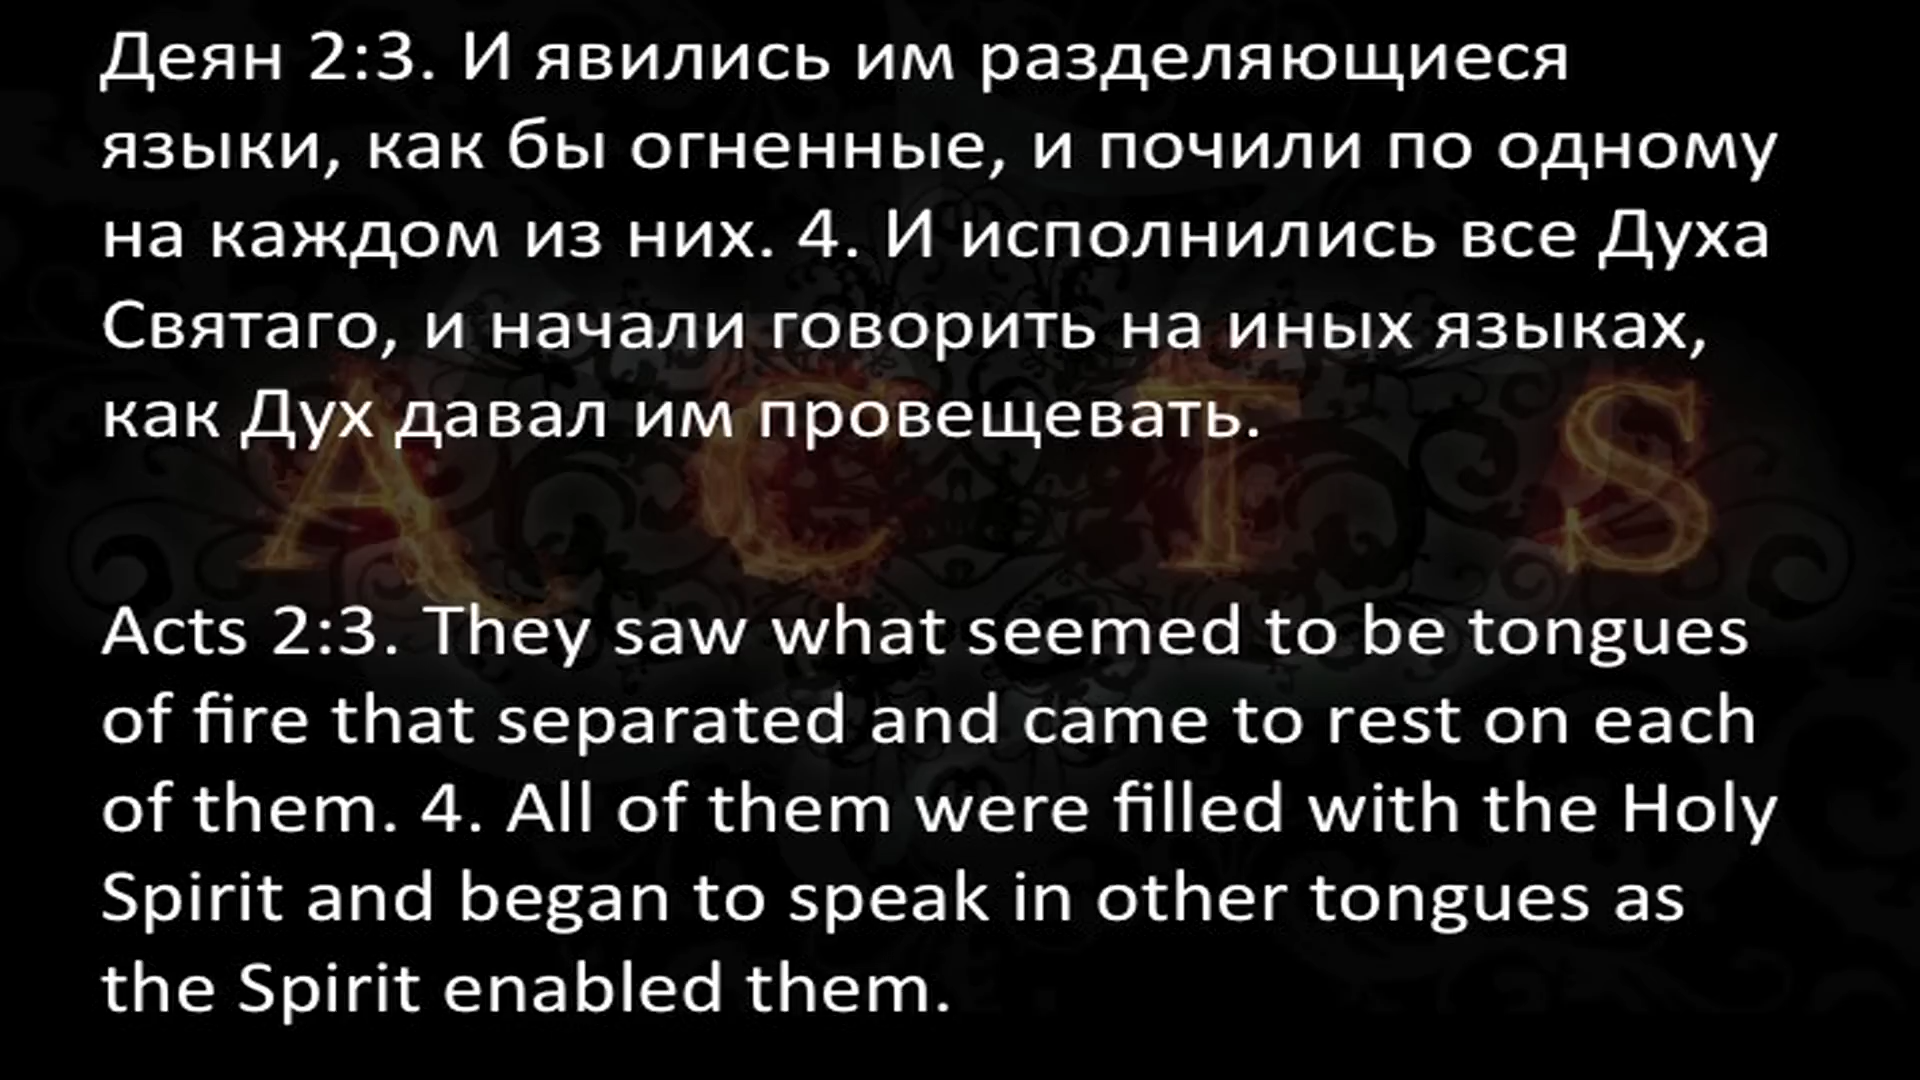 Деян 2:3. И явились им разделяющиеся
языки, как бы огненные, и почили по одному
на каждом из них. 4. И исполнились все Духа
Святаго, и начали говорить на иных языках,
как Дух давал им провещевать.
A C T S
Acts 2:3. They saw what seemed to be tongues
of fire that separated and came to rest on each
of them. 4. All of them were filled with the Holy
Spirit and began to speak in other tongues as
the Spirit enabled them.